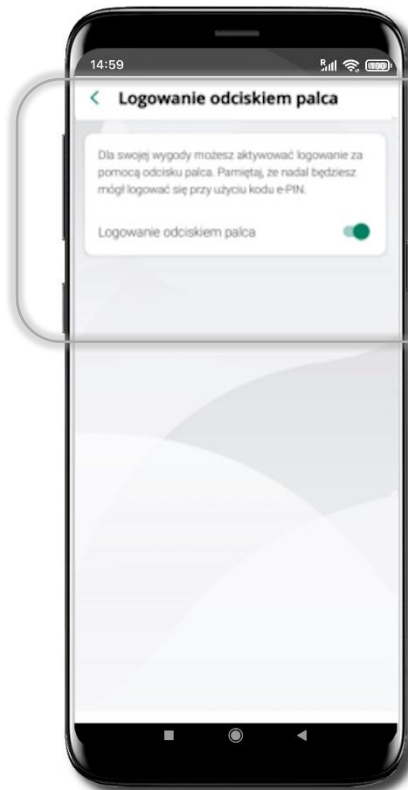 14:59
R
100
Logowanie odciskiem palca
Dla swojej wygody możesz aktywować logowanie za
pomocą odcisku palca. Pamiętaj, że nadal będziesz
mógł logować się przy użyciu kodu e-PIN.
Logowanie odciskiem palca